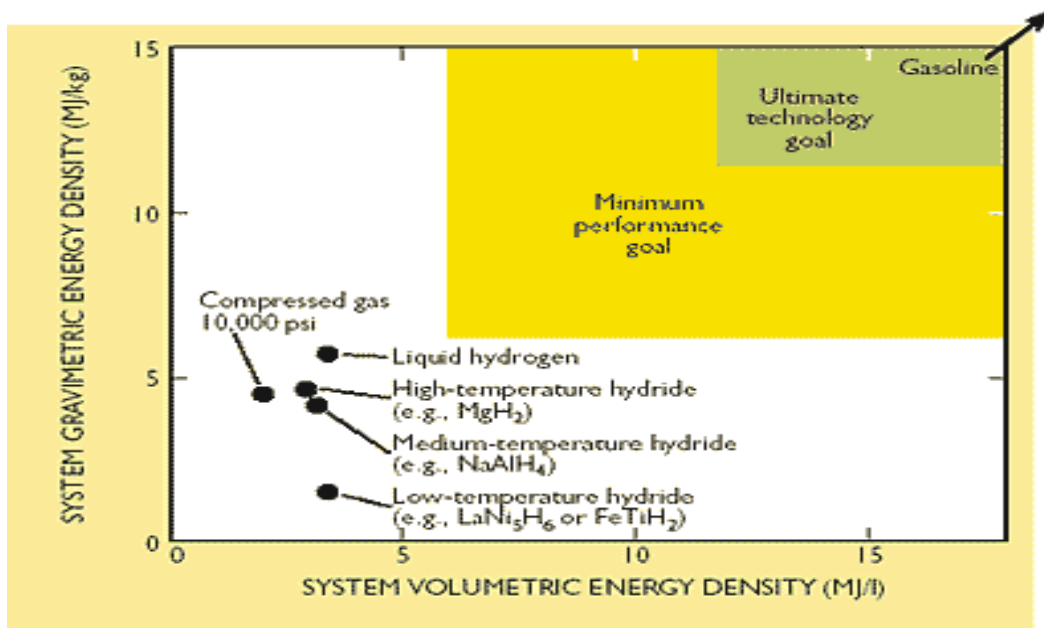 SYSTEM GRAVIMETRIC ENERGY DENSITY (MJ/kg)
15
10
5
0
Gasoline
Ultimate
technology
goal
Minimum
performance
goal
Compressed gas
10,000 psi
Liquid hydrogen
High-temperature hydride
(e.g., MgH₂)
Medium-temperature hydride
(e.g., NaAlH₄)
Low-temperature hydride
(e.g., LaNi₅H₆ or FeTiH₂)
0
5
10
15
SYSTEM VOLUMETRIC ENERGY DENSITY (MJ/l)